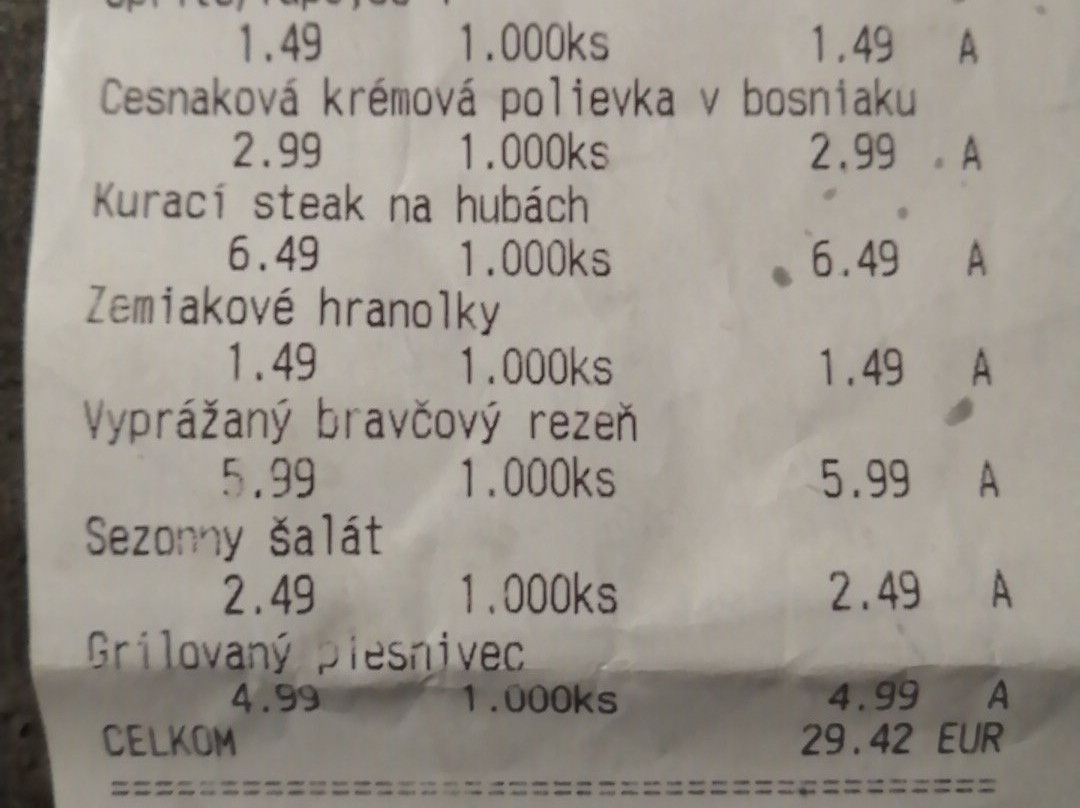 1.49 1.000ks 1.49 A
Cesnaková krémová polievka v bosniaku
2.99 1.000ks 2.99 A
Kurací steak na hubách
6.49 1.000ks 6.49 A
Zemiakové hranolky
1.49 1.000ks 1.49 A
Vyprážaný bravčový rezeň
5.99 1.000ks 5.99 A
Sezonny šalát
2.49 1.000ks 2.49 A
Grilovaný plesnivec
4.99 1.000ks 4.99 A
CELKOM 29.42 EUR